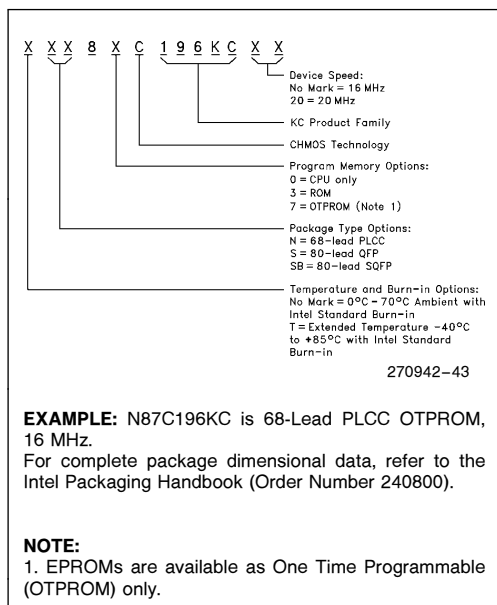 X XX 8 X C 196KC XX
Device Speed:
No Mark = 16 MHz
20 = 20 MHz
KC Product Family
CHMOS Technology
Program Memory Options:
0 = CPU only
3 = ROM
7 = OTPROM (Note 1)
Package Type Options:
N = 68-lead PLCC
S = 80-lead QFP
SB = 80-lead SQFP
Temperature and Burn-in Options:
No Mark = 0°C - 70°C Ambient with
Intel Standard Burn-in
T = Extended Temperature -40°C
to +85°C with Intel Standard
Burn-in
270942–43
EXAMPLE: N87C196KC is 68-Lead PLCC OTPROM,
16 MHz.
For complete package dimensional data, refer to the
Intel Packaging Handbook (Order Number 240800).
NOTE:
1. EPROMs are available as One Time Programmable
(OTPROM) only.